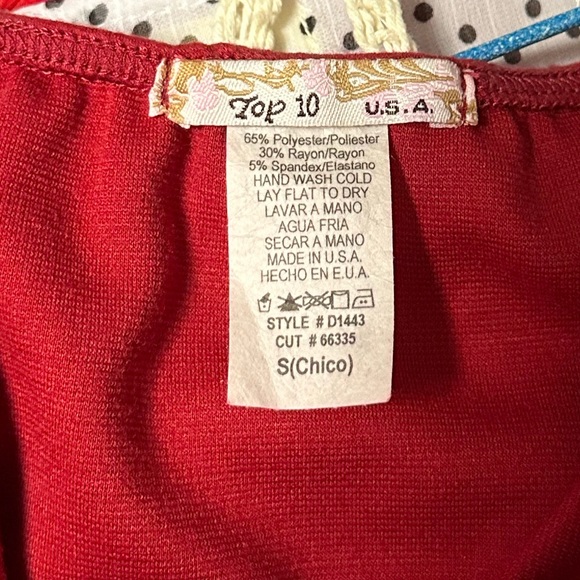 Top 10 U.S.A.
65% Polyester/Poliester
30% Rayon/Rayon
5% Spandex/Elastano
HAND WASH COLD
LAY FLAT TO DRY
LAVAR A MANO
AGUA FRIA
SECAR A MANO
MADE IN U.S.A.
HECHO EN E.U.A.
STYLE # D1443
CUT # 66335
S(Chico)